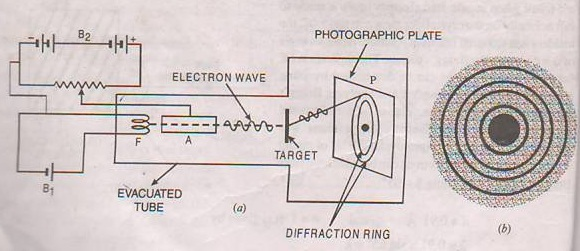 PHOTOGRAPHIC PLATE
- B2 +
ELECTRON WAVE
P
F
A
TARGET
B1
EVACUATED
TUBE
(a)
DIFFRACTION RING
(b)